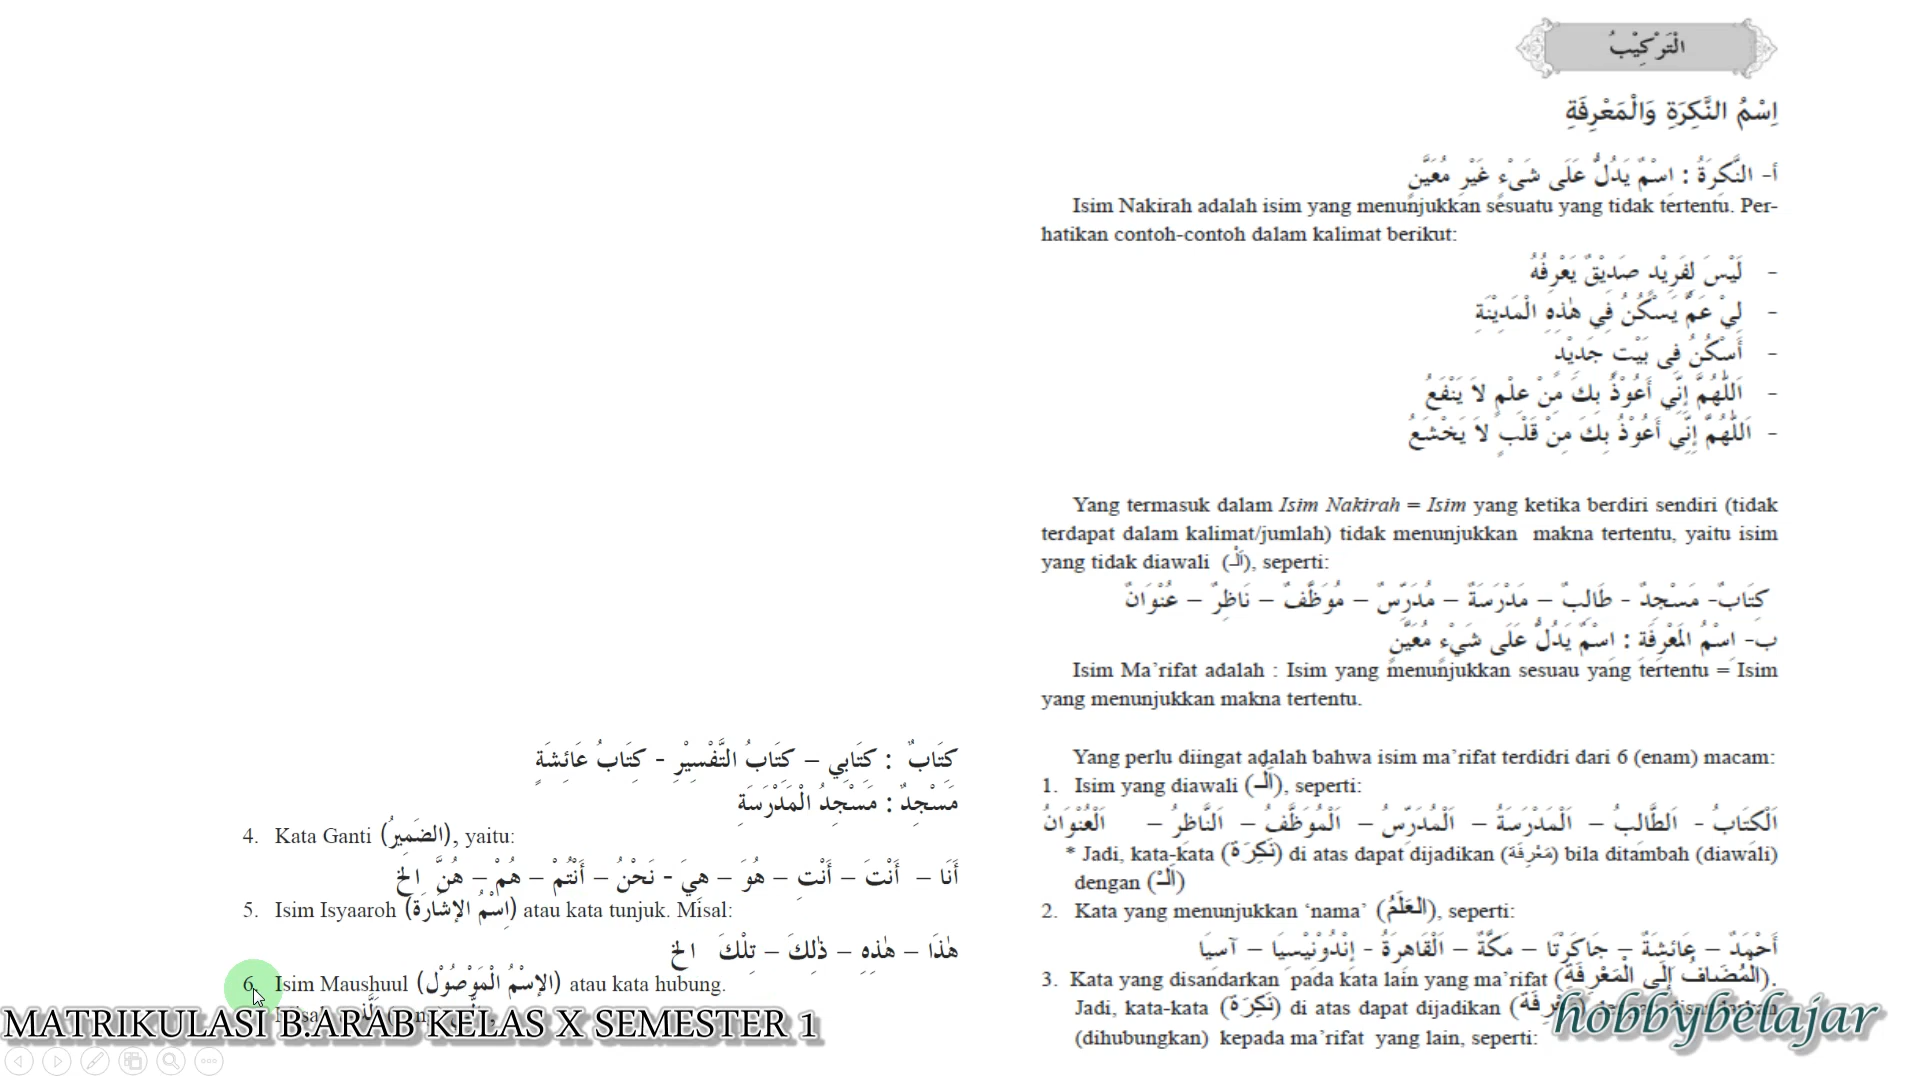 الْتَرْكِيْبُ
اِسْمُ النَّكِرَةِ وَالْمَعْرِفَةِ
أ- النَّكِرَةُ : اسْمٌ يَدُلُّ عَلَى شَىْءٍ غَيْرِ مُعَيَّنٍ
Isim Nakirah adalah isim yang menunjukkan sesuatu yang tidak tertentu. Per-
hatikan contoh-contoh dalam kalimat berikut:
- لَيْسَ لِفَرِيْدٍ صَدِيْقٌ يَعْرِفُهُ
- لِيْ عَمٌّ يَسْكُنُ فِي هٰذِهِ الْمَدِيْنَةِ
- أَسْكُنُ فِى بَيْتٍ جَدِيْدٍ
- اَللّٰهُمَّ إِنِّي أَعُوْذُ بِكَ مِنْ عِلْمٍ لاَ يَنْفَعُ
- اَللّٰهُمَّ إِنِّي أَعُوْذُ بِكَ مِنْ قَلْبٍ لاَ يَخْشَعُ
Yang termasuk dalam Isim Nakirah = Isim yang ketika berdiri sendiri (tidak
terdapat dalam kalimat/jumlah) tidak menunjukkan makna tertentu, yaitu isim
yang tidak diawali (اَلْـ), seperti:
كِتَابٌ- مَسْجِدٌ - طَالِبٌ – مَدْرَسَةٌ – مُدَرِّسٌ – مُوَظَّفٌ – نَاظِرٌ – عُنْوَانٌ
ب- اسْمُ المَعْرِفَة : اسْمٌ يَدُلُّ عَلَى شَيْءٍ مُعَيَّنٍ
Isim Ma’rifat adalah : Isim yang menunjukkan sesuau yang tertentu = Isim
yang menunjukkan makna tertentu.
Yang perlu diingat adalah bahwa isim ma’rifat terdidri dari 6 (enam) macam:
1. Isim yang diawali (اَلْـ), seperti:
اَلْكِتَابُ - اَلطَّالِبُ – اَلْمَدْرَسَةُ – اَلْمُدَرِّسُ – اَلْمُوَظَّفُ – اَلنَّاظِرُ – اَلْعُنْوَانُ
* Jadi, kata-kata (نَكِرَة) di atas dapat dijadikan (مَعْرِفَة) bila ditambah (diawali)
dengan (اَلْـ)
2. Kata yang menunjukkan ‘nama’ (العَلَمُ), seperti:
أَحْمَدٌ – عَائِشَةٌ – جَاكَرْتَا – مَكَّةٌ – اَلْقَاهِرَةُ - إِنْدُوْنِيْسِيَا – آسِيَا
3. Kata yang disandarkan pada kata lain yang ma’rifat (الْمُضَافُ إِلَى الْمَعْرِفَةِ).
Jadi, kata-kata (نَكِرَة) di atas dapat dijadikan
(dihubungkan) kepada ma’rifat yang lain, seperti:
كِتَابٌ : كِتَابِي – كِتَابُ التَّفْسِيْرِ - كِتَابُ عَائِشَةٍ
مَسْجِدٌ : مَسْجِدُ الْمَدْرَسَةِ
4. Kata Ganti (الضَمِيرُ), yaitu:
أَنَا – أَنْتَ – أَنْتِ – هُوَ – هِيَ - نَحْنُ – أَنْتُمْ – هُمْ – هُنَّ الخ
5. Isim Isyaaroh (اِسْمُ الإِشَارَة) atau kata tunjuk. Misal:
هٰذَا – هٰذِهِ – ذٰلِكَ – تِلْكَ الخ
6. Isim Maushuul (الإِسْمُ الْمَوْصُوْل) atau kata hubung.
MATRIKULASI B.ARAB KELAS X SEMESTER 1
hobbybelajar